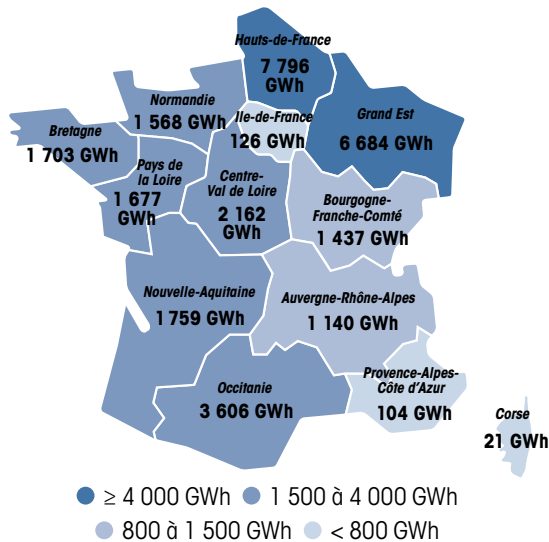 Hauts-de-France
7 796
GWh
Normandie
1 568 GWh
Ile-de-France
126 GWh
Grand Est
6 684 GWh
Bretagne
1 703 GWh
Pays de
la Loire
1 677
GWh
Centre-
Val de Loire
2 162
GWh
Bourgogne-
Franche-Comté
1 437 GWh
Nouvelle-Aquitaine
1 759 GWh
Auvergne-Rhône-Alpes
1 140 GWh
Occitanie
3 606 GWh
Provence-Alpes-
Côte d'Azur
104 GWh
Corse
21 GWh
≥ 4 000 GWh
1 500 à 4 000 GWh
800 à 1 500 GWh
< 800 GWh